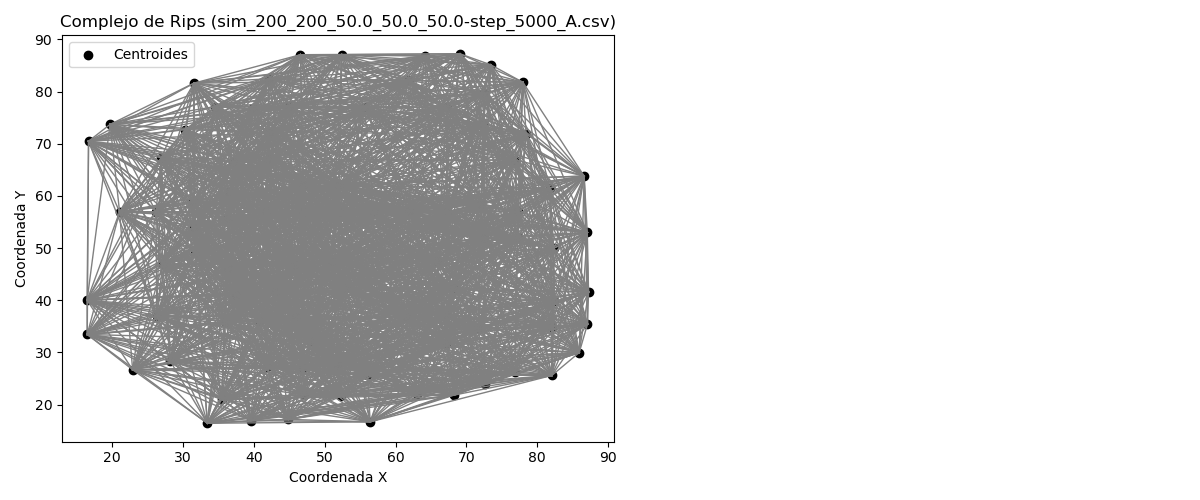 Complejo de Rips (sim_200_200_50.0_50.0_50.0-step_5000_A.csv)
Centroides
90
80
70
60
50
40
30
20
Coordenada Y
20 30 40 50 60 70 80 90
Coordenada X